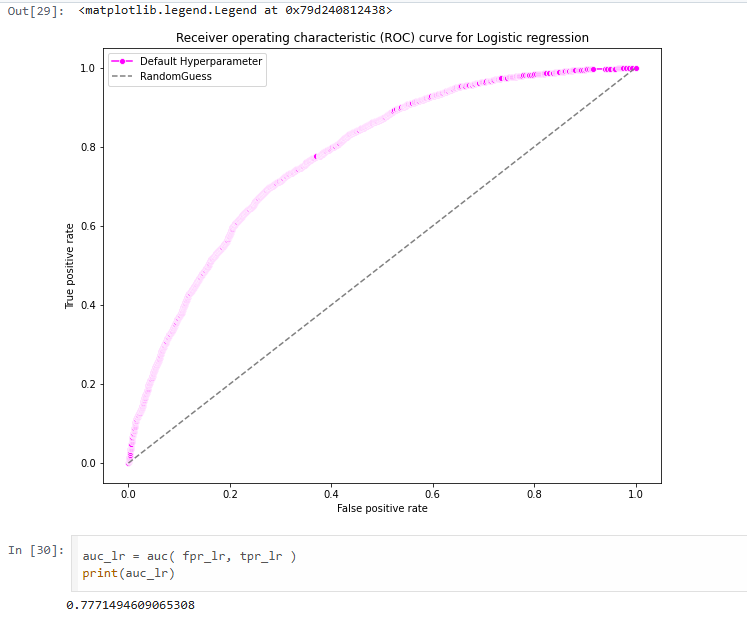 Out[29]: <matplotlib.legend.Legend at 0x79d240812438>
Receiver operating characteristic (ROC) curve for Logistic regression
Default Hyperparameter
RandomGuess
1.0
0.8
0.6
0.4
0.2
0.0
True positive rate
0.0 0.2 0.4 0.6 0.8 1.0
False positive rate
In [30]: auc_lr = auc( fpr_lr, tpr_lr )
print(auc_lr)
0.7771494609065308